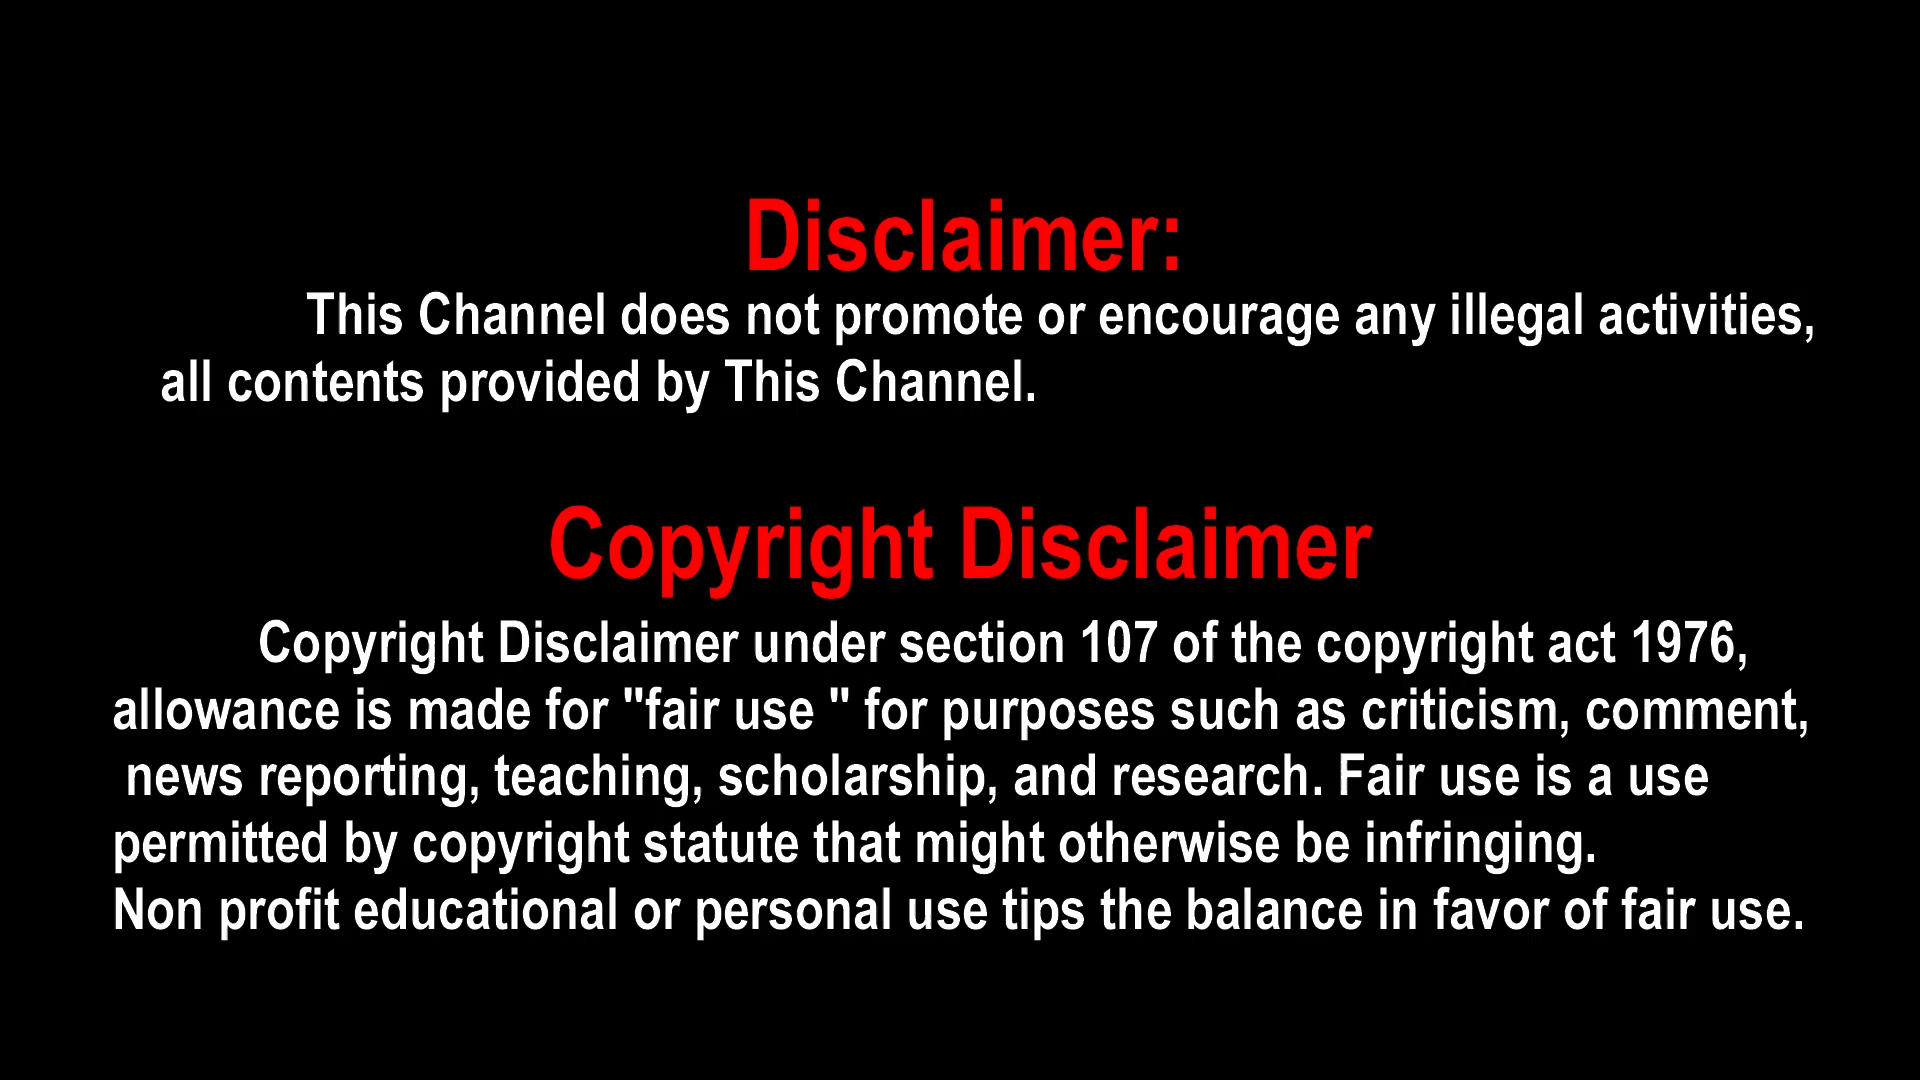 Disclaimer:
This Channel does not promote or encourage any illegal activities,
all contents provided by This Channel.
Copyright Disclaimer
Copyright Disclaimer under section 107 of the copyright act 1976,
allowance is made for "fair use " for purposes such as criticism, comment,
news reporting, teaching, scholarship, and research. Fair use is a use
permitted by copyright statute that might otherwise be infringing.
Non profit educational or personal use tips the balance in favor of fair use.